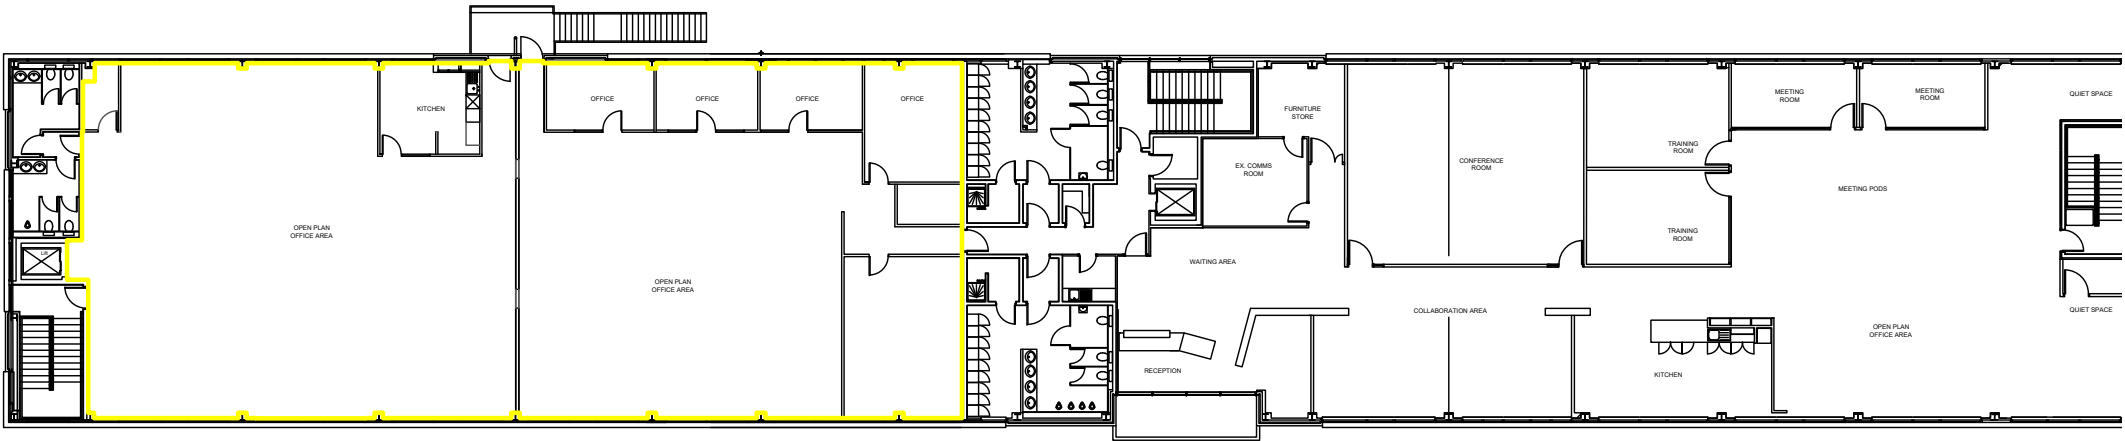 KITCHEN
OFFICE
OFFICE
OFFICE
OFFICE
FURNITURE
STORE
MEETING
ROOM
MEETING
ROOM
QUIET SPACE
EX. COMMS
ROOM
CONFERENCE
ROOM
TRAINING
ROOM
MEETING PODS
OPEN PLAN
OFFICE AREA
TRAINING
ROOM
Lift
WAITING AREA
OPEN PLAN
OFFICE AREA
COLLABORATION AREA
QUIET SPACE
OPEN PLAN
OFFICE AREA
RECEPTION
KITCHEN